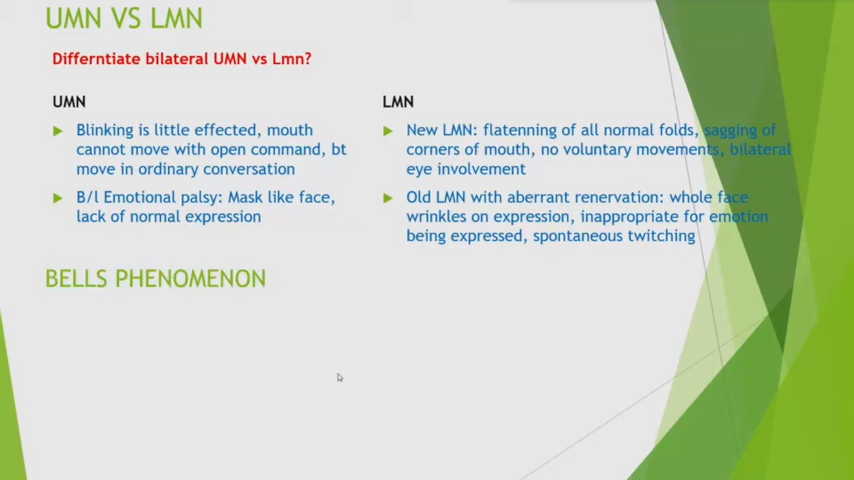 UMN VS LMN
Differntiate bilateral UMN vs Lmn?
UMN
Blinking is little effected, mouth
cannot move with open command, bt
move in ordinary conversation
B/l Emotional palsy: Mask like face,
lack of normal expression
LMN
New LMN: flatenning of all normal folds, sagging of
corners of mouth, no voluntary movements, bilateral
eye involvement
Old LMN with aberrant renervation: whole face
wrinkles on expression, inappropriate for emotion
being expressed, spontaneous twitching
BELLS PHENOMENON